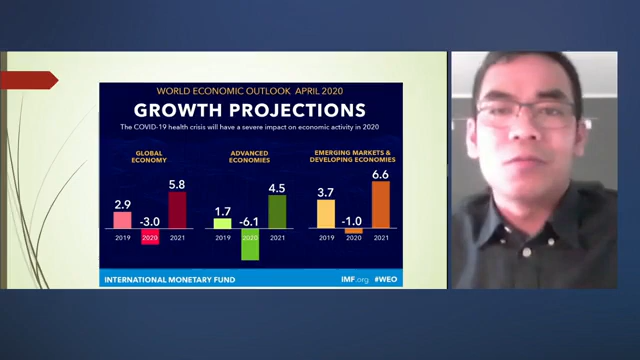 WORLD ECONOMIC OUTLOOK APRIL 2020
GROWTH PROJECTIONS
The COVID-19 health crisis will have a severe impact on economic activity in 2020
GLOBAL
ECONOMY
2.9
-3.0
5.8
2019
2020
2021
ADVANCED
ECONOMIES
1.7
-6.1
4.5
2019
2020
2021
EMERGING MARKETS &
DEVELOPING ECONOMIES
3.7
-1.0
6.6
2019
2020
2021
INTERNATIONAL MONETARY FUND
IMF.org #WEO